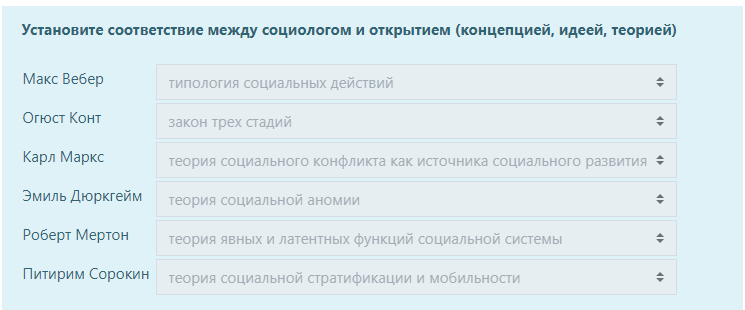 Установите соответствие между социологом и открытием (концепцией, идеей, теорией)
Макс Вебер типология социальных действий
Огюст Конт закон трех стадий
Карл Маркс теория социального конфликта как источника социального развития
Эмиль Дюркгейм теория социальной аномии
Роберт Мертон теория явных и латентных функций социальной системы
Питирим Сорокин теория социальной стратификации и мобильности